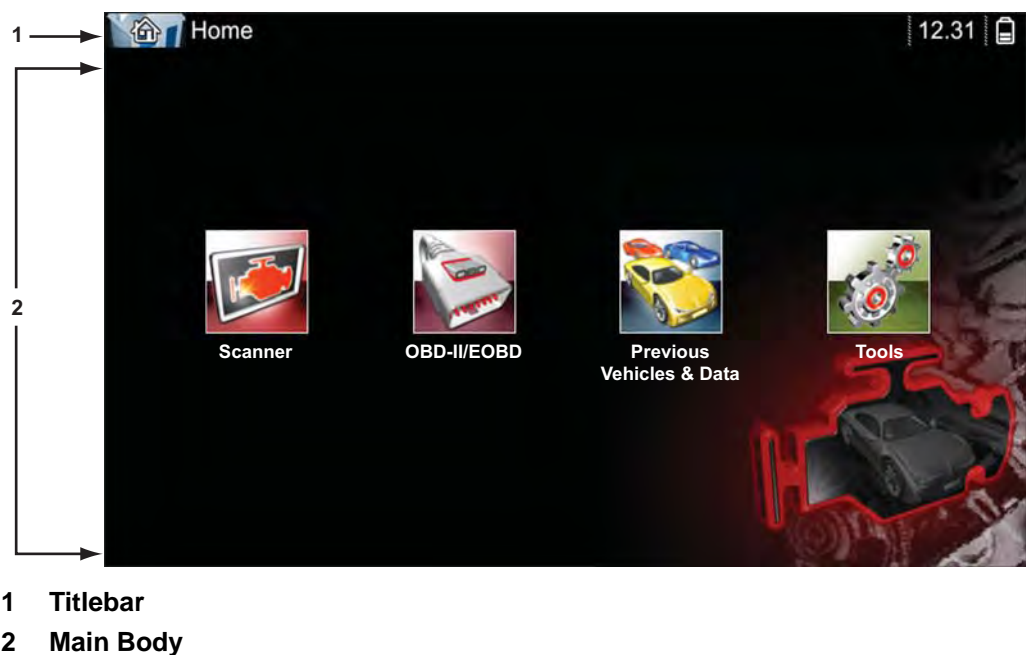 1
Home
12.31
2
Scanner
OBD-II/EOBD
Previous
Vehicles & Data
Tools
1 Titlebar
2 Main Body